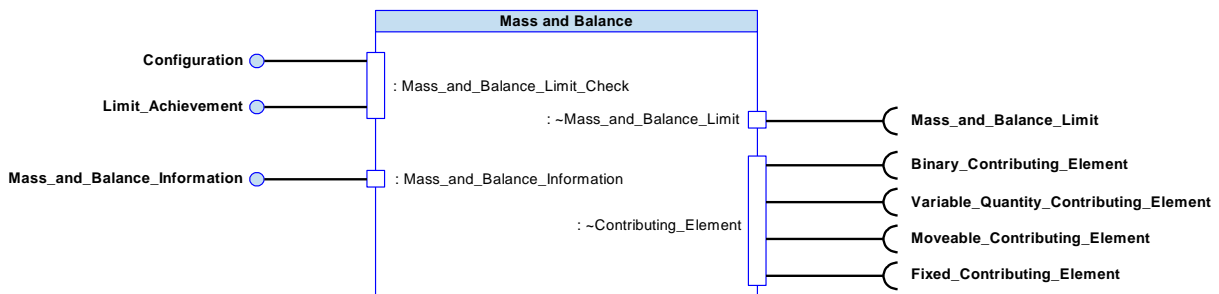 Mass and Balance
Configuration
: Mass_and_Balance_Limit_Check
Limit_Achievement
: ~Mass_and_Balance_Limit
Mass_and_Balance_Limit
Mass_and_Balance_Information
: Mass_and_Balance_Information
Binary_Contributing_Element
Variable_Quantity_Contributing_Element
: ~Contributing_Element
Moveable_Contributing_Element
Fixed_Contributing_Element